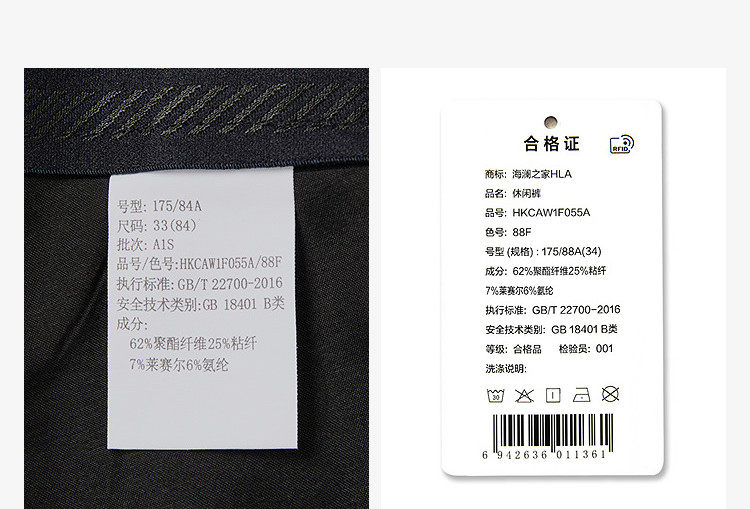 号型: 175/84A
尺码: 33(84)
批次: A1S
品号/色号:HKCAW1F055A/88F
执行标准:GB/T 22700-2016
安全技术类别:GB 18401 B类
成分:
62%聚酯纤维25%粘纤
7%莱赛尔6%氨纶
合格证
RFID
商标: 海澜之家HLA
品名: 休闲裤
品号: HKCAW1F055A
色号: 88F
号型 (规格) : 175/88A(34)
成分: 62%聚酯纤维25%粘纤
7%莱赛尔6%氨纶
执行标准: GB/T 22700-2016
安全技术类别: GB 18401 B类
等级: 合格品 检验员: 001
洗涤说明:
30
6 942636 011361